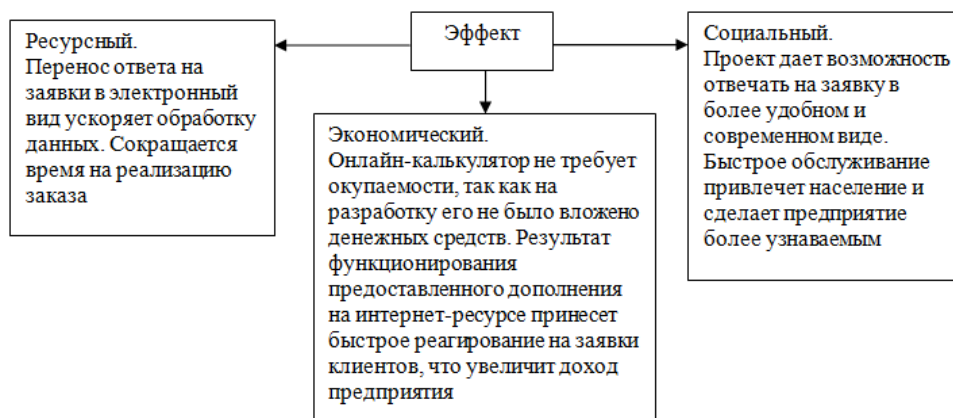 Эффект
Ресурсный.
Перенос ответа на
заявки в электронный
вид ускоряет обработку
данных. Сокращается
время на реализацию
заказа
Экономический.
Онлайн-калькулятор не требует
окупаемости, так как на
разработку его не было вложено
денежных средств. Результат
функционирования
предоставленного дополнения
на интернет-ресурсе принесет
быстрое реагирование на заявки
клиентов, что увеличит доход
предприятия
Социальный.
Проект дает возможность
отвечать на заявку в
более удобном и
современном виде.
Быстрое обслуживание
привлечет население и
сделает предприятие
более узнаваемым